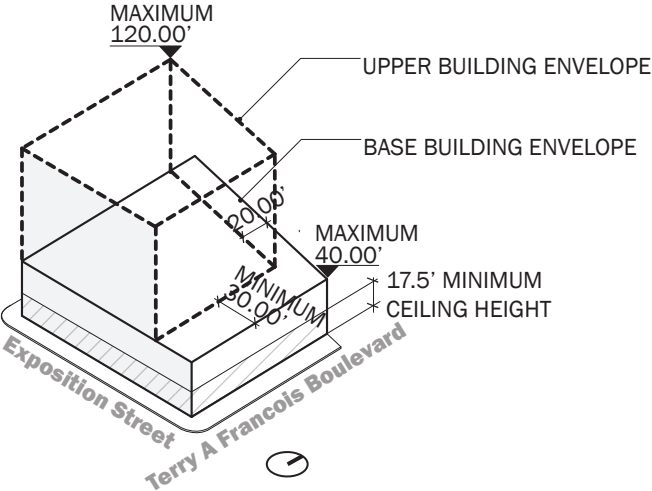 MAXIMUM
120.00’
UPPER BUILDING ENVELOPE
BASE BUILDING ENVELOPE
20.00’
MAXIMUM
40.00’
MINIMUM
30.00’
17.5’ MINIMUM
CEILING HEIGHT
Exposition Street
Terry A Francois Boulevard